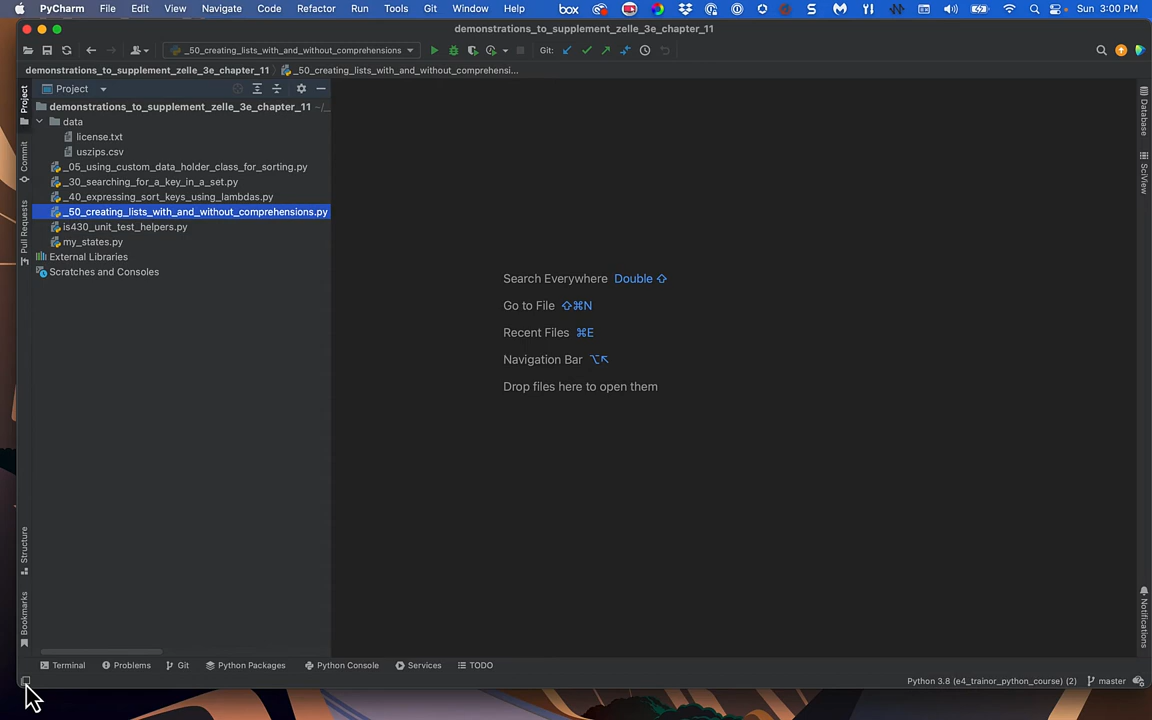 PyCharm File Edit View Navigate Code Refactor Run Tools Git Window Help box Sun 3:00 PM
demonstrations_to_supplement_zelle_3e_chapter_11
_50_creating_lists_with_and_without_comprehensions Git:
demonstrations_to_supplement_zelle_3e_chapter_11 _50_creating_lists_with_and_without_comprehensi...
Project
demonstrations_to_supplement_zelle_3e_chapter_11 ~/
data
license.txt
uszips.csv
_05_using_custom_data_holder_class_for_sorting.py
_30_searching_for_a_key_in_a_set.py
_40_expressing_sort_keys_using_lambdas.py
_50_creating_lists_with_and_without_comprehensions.py
is430_unit_test_helpers.py
my_states.py
External Libraries
Scratches and Consoles
Project
Commit
Pull Requests
Structure
Bookmarks
Search Everywhere Double ⇧
Go to File ⇧⌘N
Recent Files ⌘E
Navigation Bar ⌥↖
Drop files here to open them
Database
SciView
Notifications
Terminal Problems Git Python Packages Python Console Services TODO
Python 3.8 (e4_trainor_python_course) (2) master